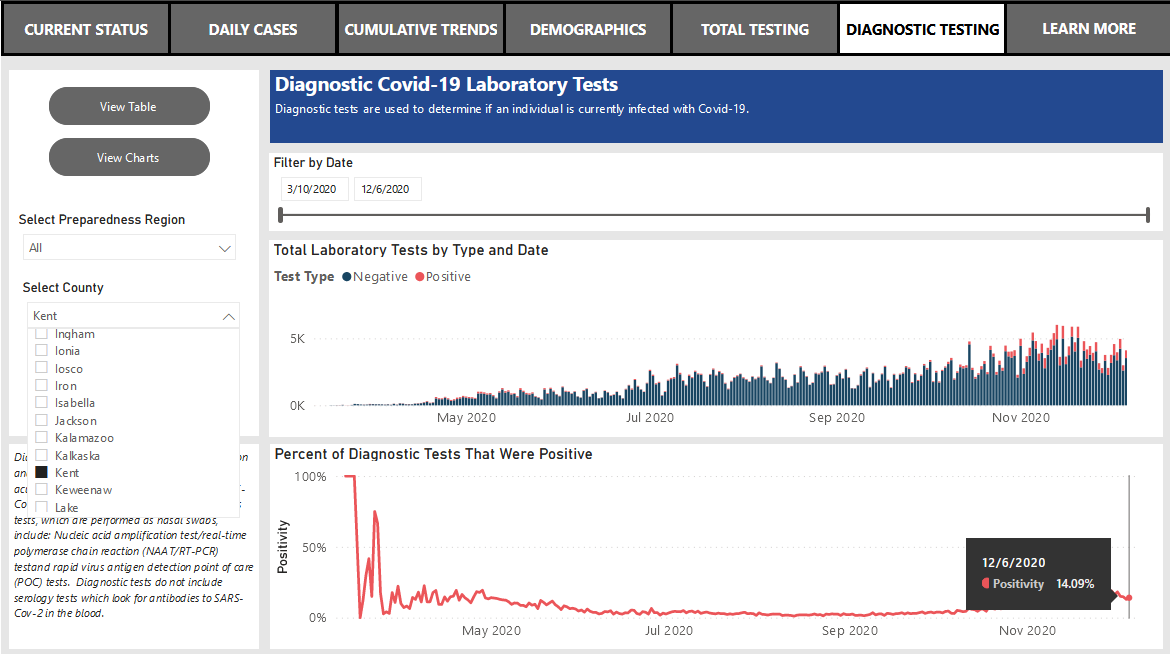 CURRENT STATUS
DAILY CASES
CUMULATIVE TRENDS
DEMOGRAPHICS
TOTAL TESTING
DIAGNOSTIC TESTING
LEARN MORE
View Table
View Charts
Select Preparedness Region
All
Select County
Kent
Ingham
Ionia
Iosco
Iron
Isabella
Jackson
Kalamazoo
Kalkaska
Kent
Keweenaw
Lake
tests, which are performed as nasal swabs,
include: Nucleic acid amplification test/real-time
polymerase chain reaction (NAAT/RT-PCR)
testand rapid virus antigen detection point of care
(POC) tests.  Diagnostic tests do not include
serology tests which look for antibodies to SARS-
Cov-2 in the blood.
Diagnostic Covid-19 Laboratory Tests
Diagnostic tests are used to determine if an individual is currently infected with Covid-19.
Filter by Date
3/10/2020
12/6/2020
Total Laboratory Tests by Type and Date
Test Type Negative Positive
5K
0K
May 2020
Jul 2020
Sep 2020
Nov 2020
Percent of Diagnostic Tests That Were Positive
Positivity
100%
50%
0%
12/6/2020
Positivity 14.09%
May 2020
Jul 2020
Sep 2020
Nov 2020